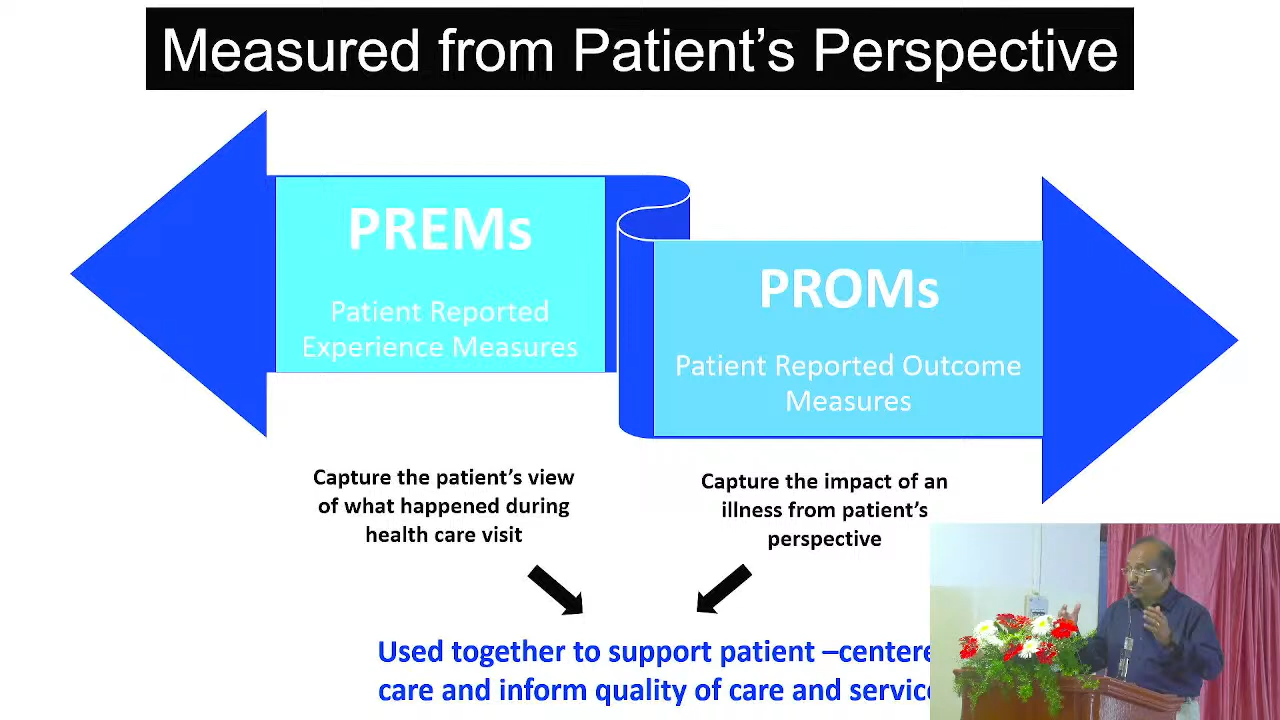 Measured from Patient's Perspective
PREMs
Patient Reported
Experience Measures
PROMs
Patient Reported Outcome
Measures
Capture the patient's view
of what happened during
health care visit
Capture the impact of an
illness from patient's
perspective
Used together to support patient –centere
care and inform quality of care and service